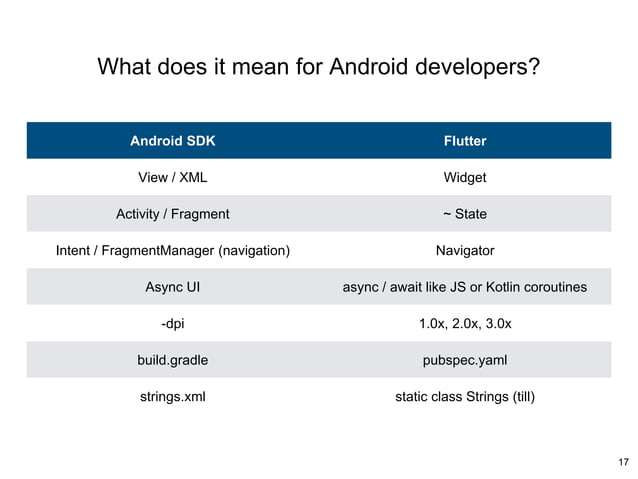 What does it mean for Android developers?
Android SDK Flutter
View / XML Widget
Activity / Fragment ~ State
Intent / FragmentManager (navigation) Navigator
Async UI async / await like JS or Kotlin coroutines
-dpi 1.0x, 2.0x, 3.0x
build.gradle pubspec.yaml
strings.xml static class Strings (till)
17